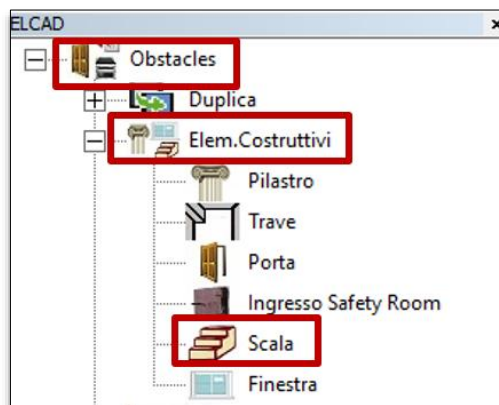 ELCAD
Obstacles
Duplica
Elem.Costruttivi
Pilastro
Trave
Porta
Ingresso Safety Room
Scala
Finestra